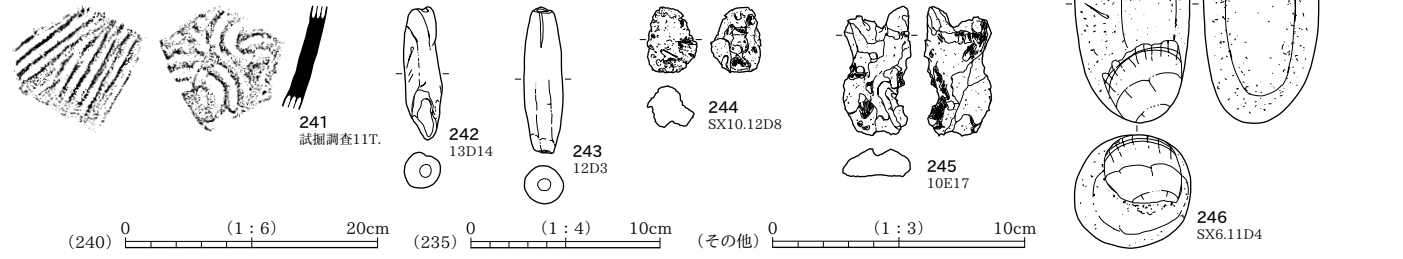 241
試掘調査11T.
242
13D14
243
12D3
244
SX10.12D8
245
10E17
246
SX6.11D4
（240） 0 （1：6） 20cm
（235） 0 （1：4） 10cm
（その他） 0 （1：3） 10cm